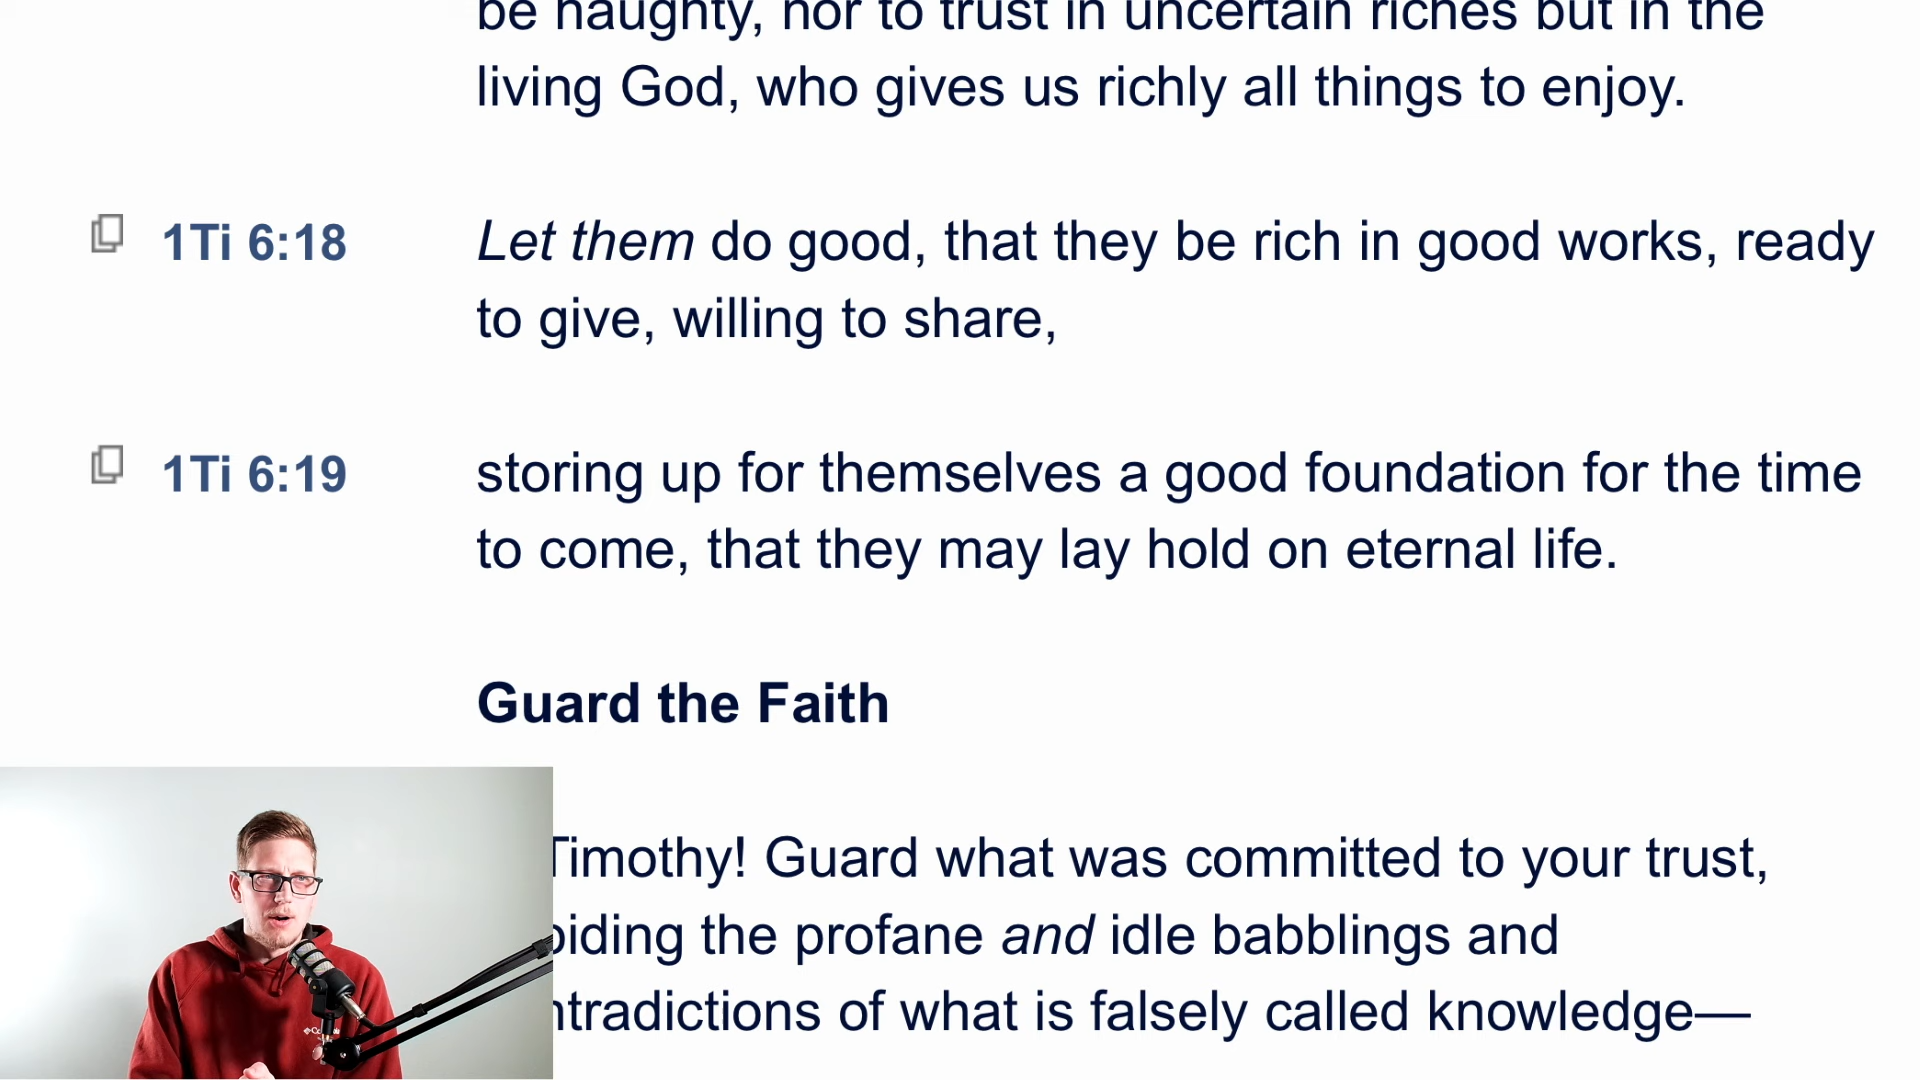 be haughty, nor to trust in uncertain riches but in the
living God, who gives us richly all things to enjoy.
1Ti 6:18 Let them do good, that they be rich in good works, ready
to give, willing to share,
1Ti 6:19 storing up for themselves a good foundation for the time
to come, that they may lay hold on eternal life.
Guard the Faith
Timothy! Guard what was committed to your trust,
oiding the profane and idle babblings and
ntradictions of what is falsely called knowledge—